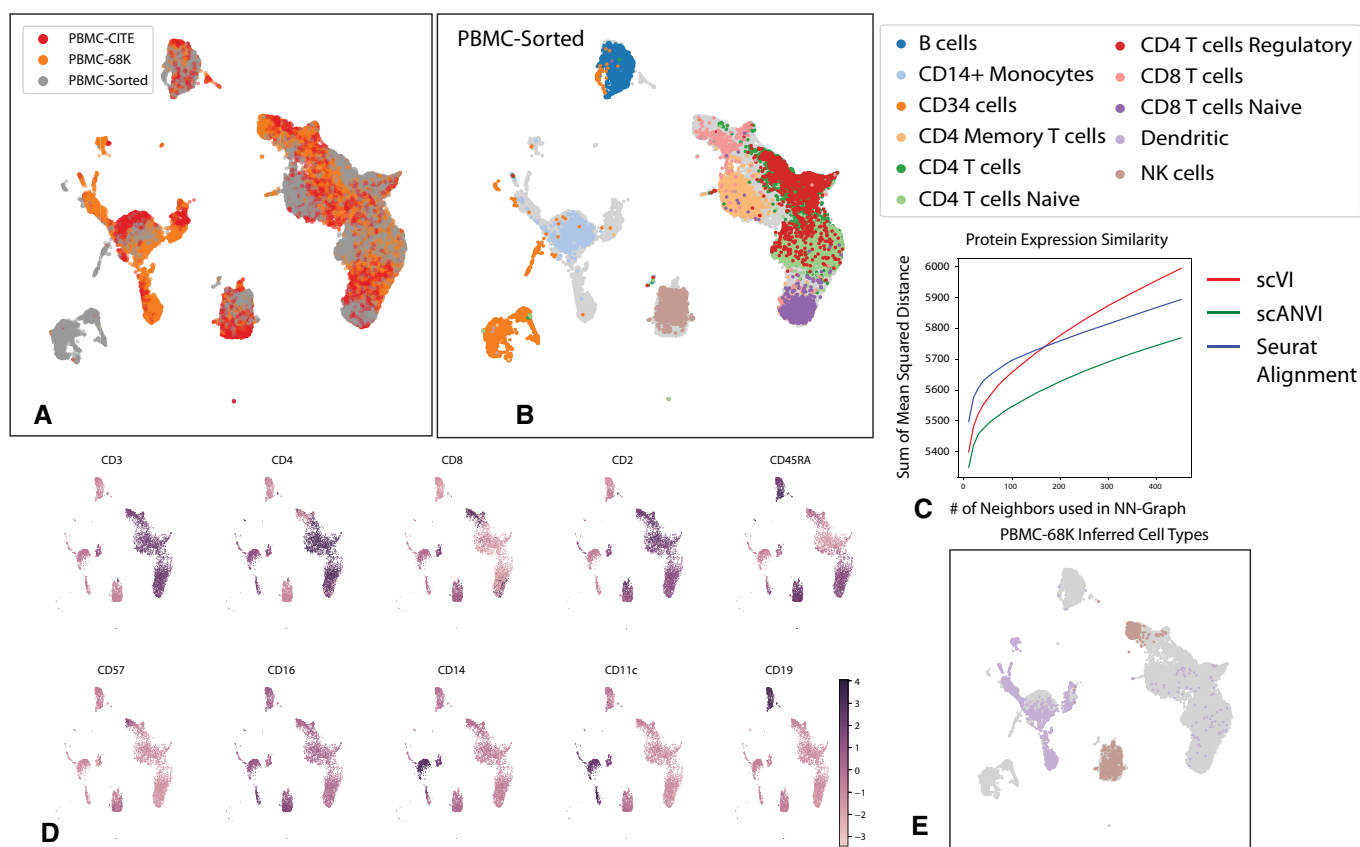 PBMC-CITE
PBMC-68K
PBMC-Sorted
A
PBMC-Sorted
B
B cells
CD14+ Monocytes
CD34 cells
CD4 Memory T cells
CD4 T cells
CD4 T cells Naive
CD4 T cells Regulatory
CD8 T cells
CD8 T cells Naive
Dendritic
NK cells
Protein Expression Similarity
Sum of Mean Squared Distance
6000
5900
5800
5700
5600
5500
5400
0 100 200 300 400
C # of Neighbors used in NN-Graph
scVI
scANVI
Seurat
Alignment
CD3 CD4 CD8 CD2 CD45RA
CD57 CD16 CD14 CD11c CD19
4
3
2
1
0
−1
−2
−3
D
PBMC-68K Inferred Cell Types
E